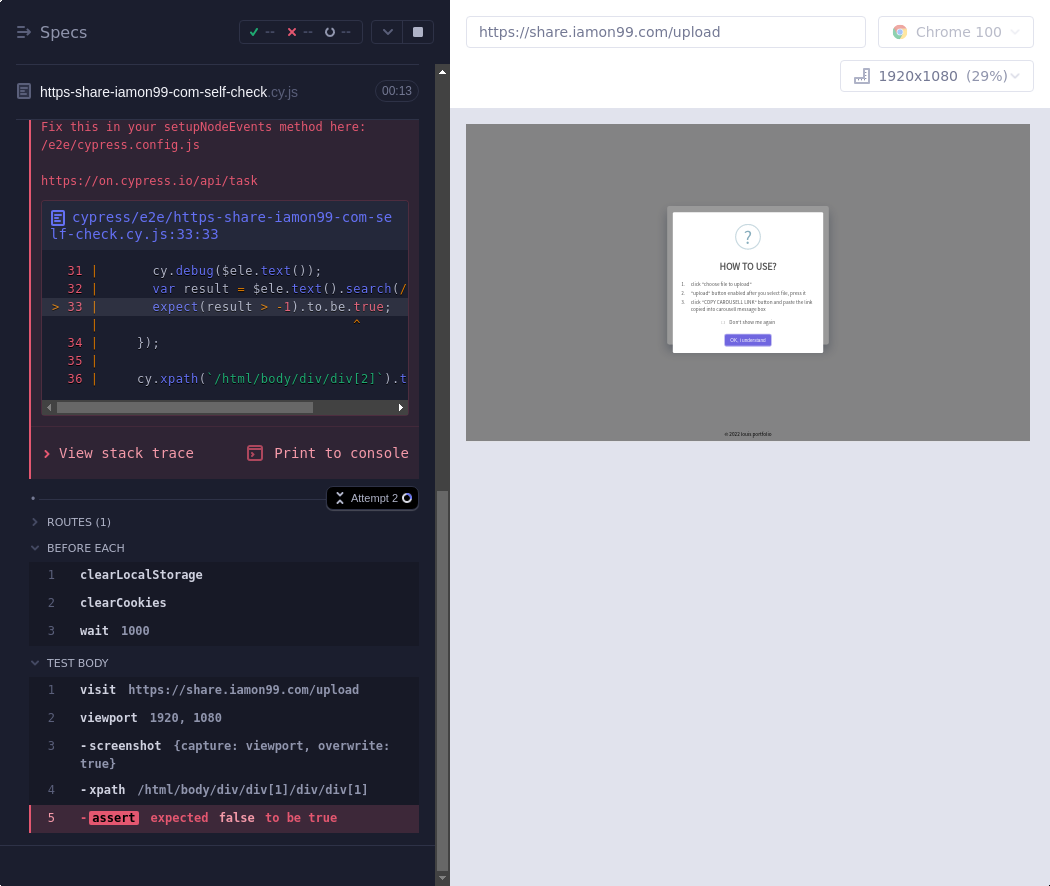 Specs
-- -- --
https-share-iamon99-com-self-check.cy.js 00:13
Fix this in your setupNodeEvents method here:
/e2e/cypress.config.js
https://on.cypress.io/api/task
cypress/e2e/https-share-iamon99-com-se
lf-check.cy.js:33:33
31 | cy.debug($ele.text());
32 | var result = $ele.text().search(/
> 33 | expect(result > -1).to.be.true;
| ^
34 | });
35 |
36 | cy.xpath(`/html/body/div/div[2]`).t
View stack trace
Print to console
Attempt 2
ROUTES (1)
BEFORE EACH
1 clearLocalStorage
2 clearCookies
3 wait 1000
TEST BODY
1 visit https://share.iamon99.com/upload
2 viewport 1920, 1080
3 -screenshot {capture: viewport, overwrite:
true}
4 -xpath /html/body/div/div[1]/div/div[1]
5 -assert expected false to be true
https://share.iamon99.com/upload
Chrome 100
1920x1080 (29%)
?
HOW TO USE?
1. click "choose file to upload"
2. "upload" button enabled after you select file, press it
3. click "COPY CAROUSELL LINK" button and paste the link
copied into carousell message box
Don't show me again
OK, i understand
© 2022 louis portfolio